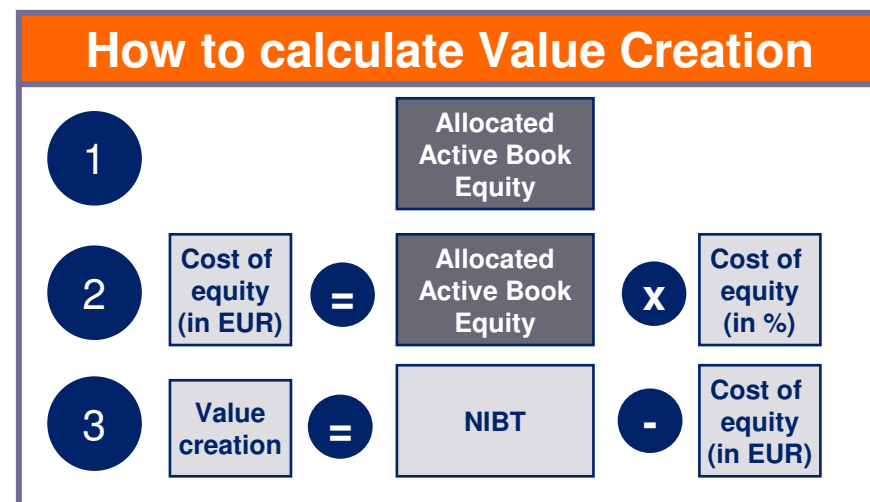 How to calculate Value Creation
1
Allocated
Active Book
Equity
2
Cost of
equity
(in EUR)
=
Allocated
Active Book
Equity
x
Cost of
equity
(in %)
3
Value
creation
=
NIBT
-
Cost of
equity
(in EUR)